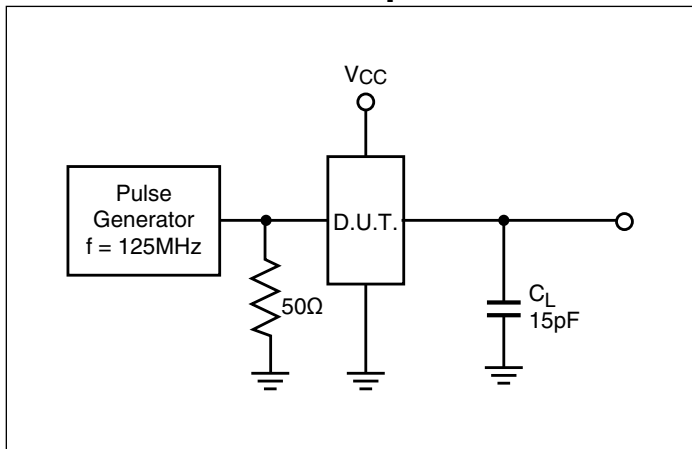 VCC
Pulse
Generator
f = 125MHz
D.U.T.
50Ω
CL
15pF